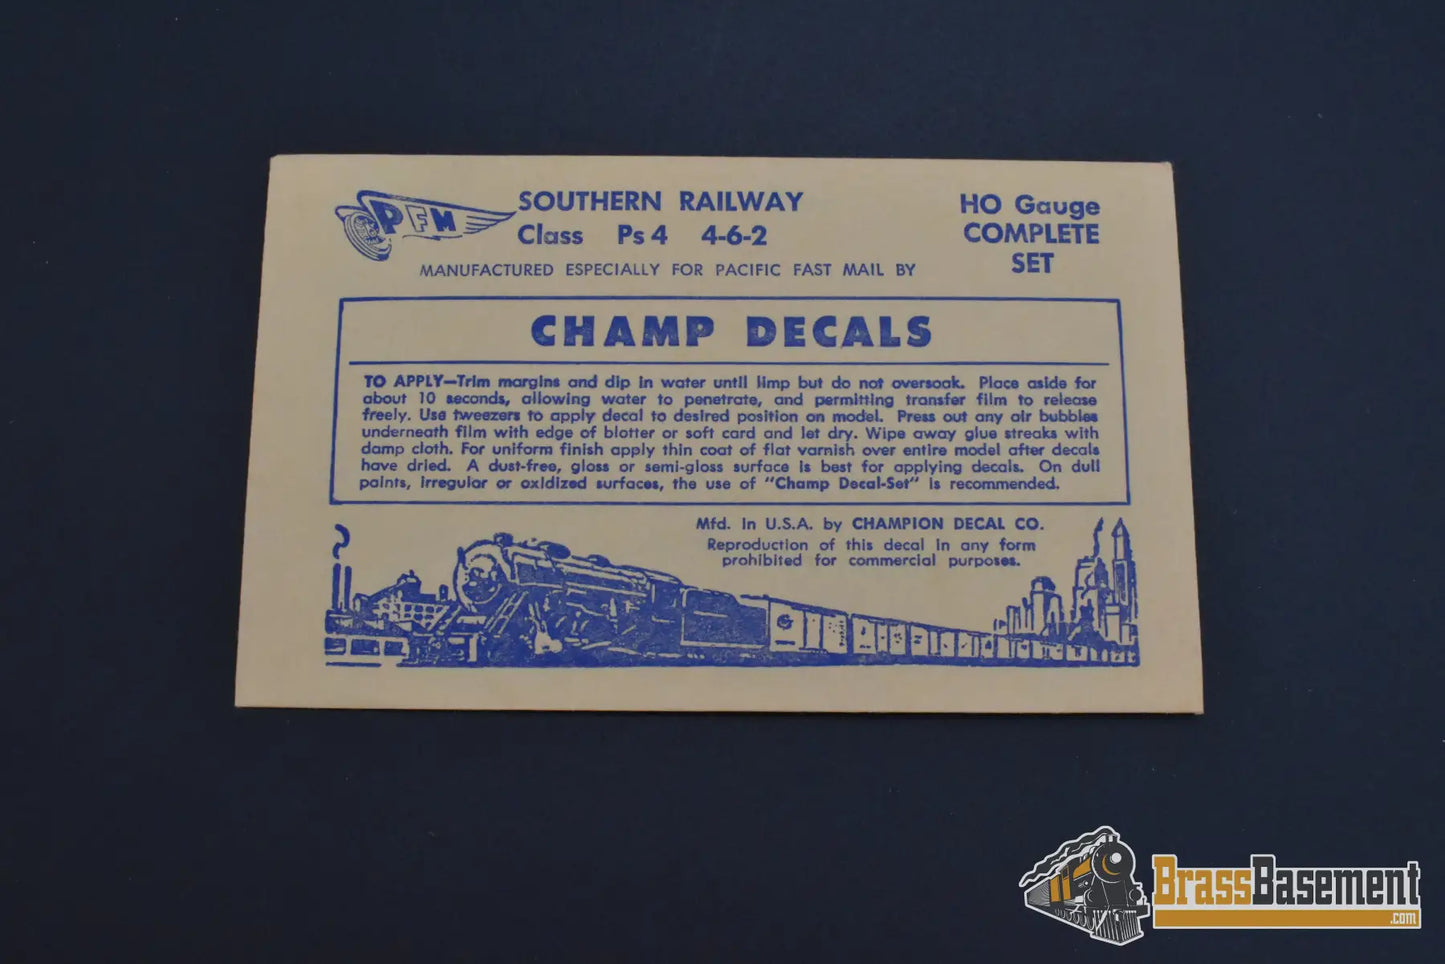 PFM
SOUTHERN RAILWAY
Class Ps 4 4-6-2
HO Gauge
COMPLETE
SET
MANUFACTURED ESPECIALLY FOR PACIFIC FAST MAIL BY
CHAMP DECALS
TO APPLY—Trim margins and dip in water until limp but do not oversoak. Place aside for
about 10 seconds, allowing water to penetrate, and permitting transfer film to release
freely. Use tweezers to apply decal to desired position on model. Press out any air bubbles
underneath film with edge of blotter or soft card and let dry. Wipe away glue streaks with
damp cloth. For uniform finish apply thin coat of flat varnish over entire model after decals
have dried. A dust-free, gloss or semi-gloss surface is best for applying decals. On dull
paints, irregular or oxidized surfaces, the use of "Champ Decal-Set" is recommended.
Mfd. in U.S.A. by CHAMPION DECAL CO.
Reproduction of this decal in any form
prohibited for commercial purposes.
BrassBasement
.com